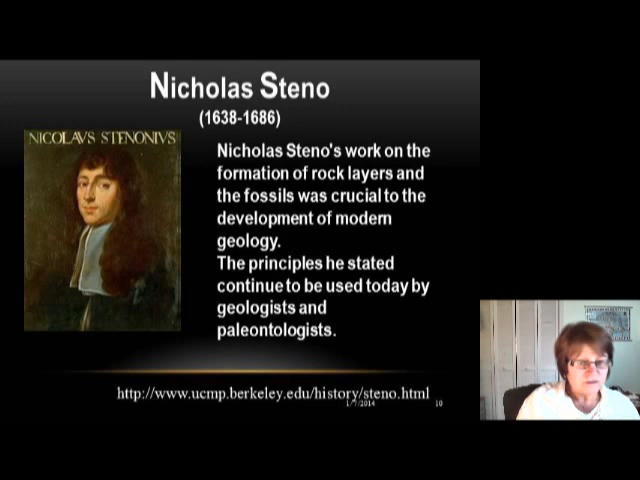 Nicholas Steno
(1638-1686)
NICOLAVS STENONIVS
Nicholas Steno's work on the
formation of rock layers and
the fossils was crucial to the
development of modern
geology.
The principles he stated
continue to be used today by
geologists and
paleontologists.
http://www.ucmp.berkeley.edu/history/steno.html
1/7/2014
10